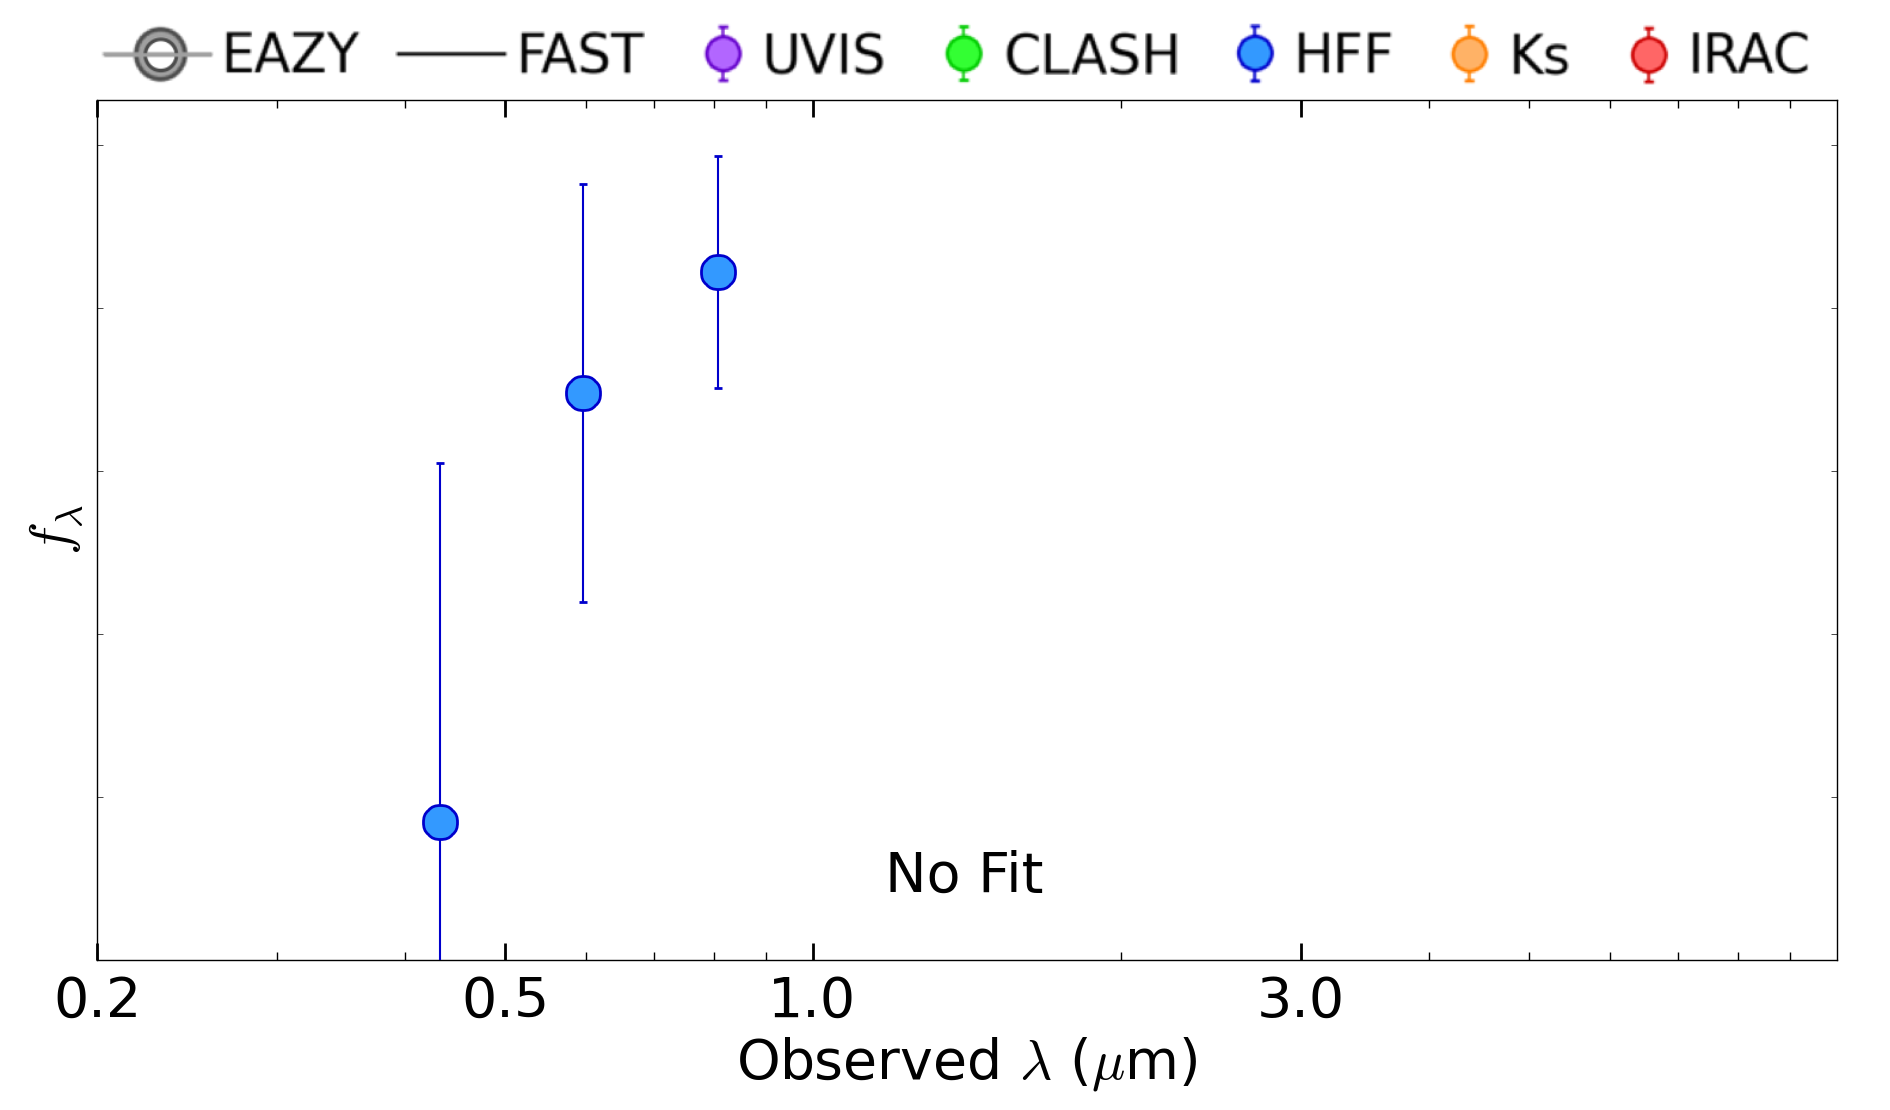 EAZY FAST UVIS CLASH HFF Ks IRAC
fλ
No Fit
0.2 0.5 1.0 3.0
Observed λ (μm)